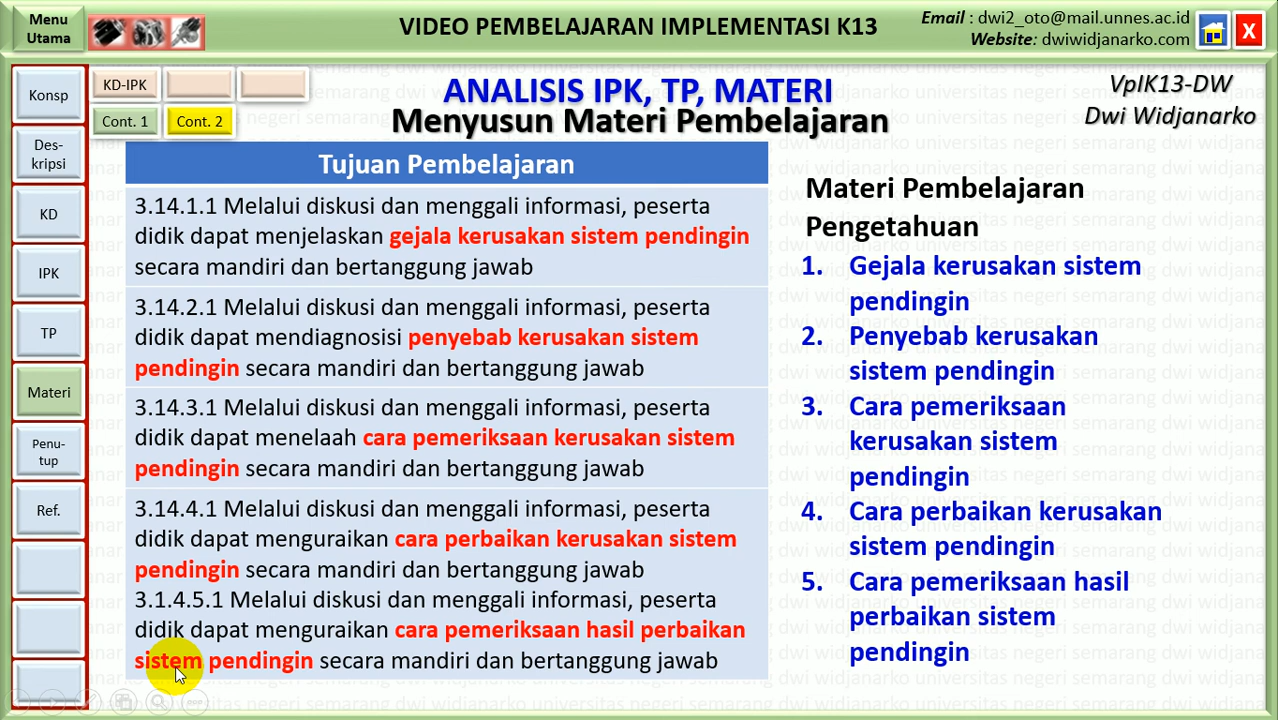 Menu
Utama
VIDEO PEMBELAJARAN IMPLEMENTASI K13
Email : dwi2_oto@mail.unnes.ac.id
Website: dwiwidjanarko.com
X
Konsp
Des-
kripsi
KD
IPK
TP
Materi
Penu-
tup
Ref.
KD-IPK
Cont. 1
Cont. 2
ANALISIS IPK, TP, MATERI
Menyusun Materi Pembelajaran
VpIK13-DW
Dwi Widjanarko
Tujuan Pembelajaran
3.14.1.1 Melalui diskusi dan menggali informasi, peserta
didik dapat menjelaskan gejala kerusakan sistem pendingin
secara mandiri dan bertanggung jawab
3.14.2.1 Melalui diskusi dan menggali informasi, peserta
didik dapat mendiagnosisi penyebab kerusakan sistem
pendingin secara mandiri dan bertanggung jawab
3.14.3.1 Melalui diskusi dan menggali informasi, peserta
didik dapat menelaah cara pemeriksaan kerusakan sistem
pendingin secara mandiri dan bertanggung jawab
3.14.4.1 Melalui diskusi dan menggali informasi, peserta
didik dapat menguraikan cara perbaikan kerusakan sistem
pendingin secara mandiri dan bertanggung jawab
3.1.4.5.1 Melalui diskusi dan menggali informasi, peserta
didik dapat menguraikan cara pemeriksaan hasil perbaikan
sistem pendingin secara mandiri dan bertanggung jawab
Materi Pembelajaran
Pengetahuan
1. Gejala kerusakan sistem
pendingin
2. Penyebab kerusakan
sistem pendingin
3. Cara pemeriksaan
kerusakan sistem
pendingin
4. Cara perbaikan kerusakan
sistem pendingin
5. Cara pemeriksaan hasil
perbaikan sistem
pendingin